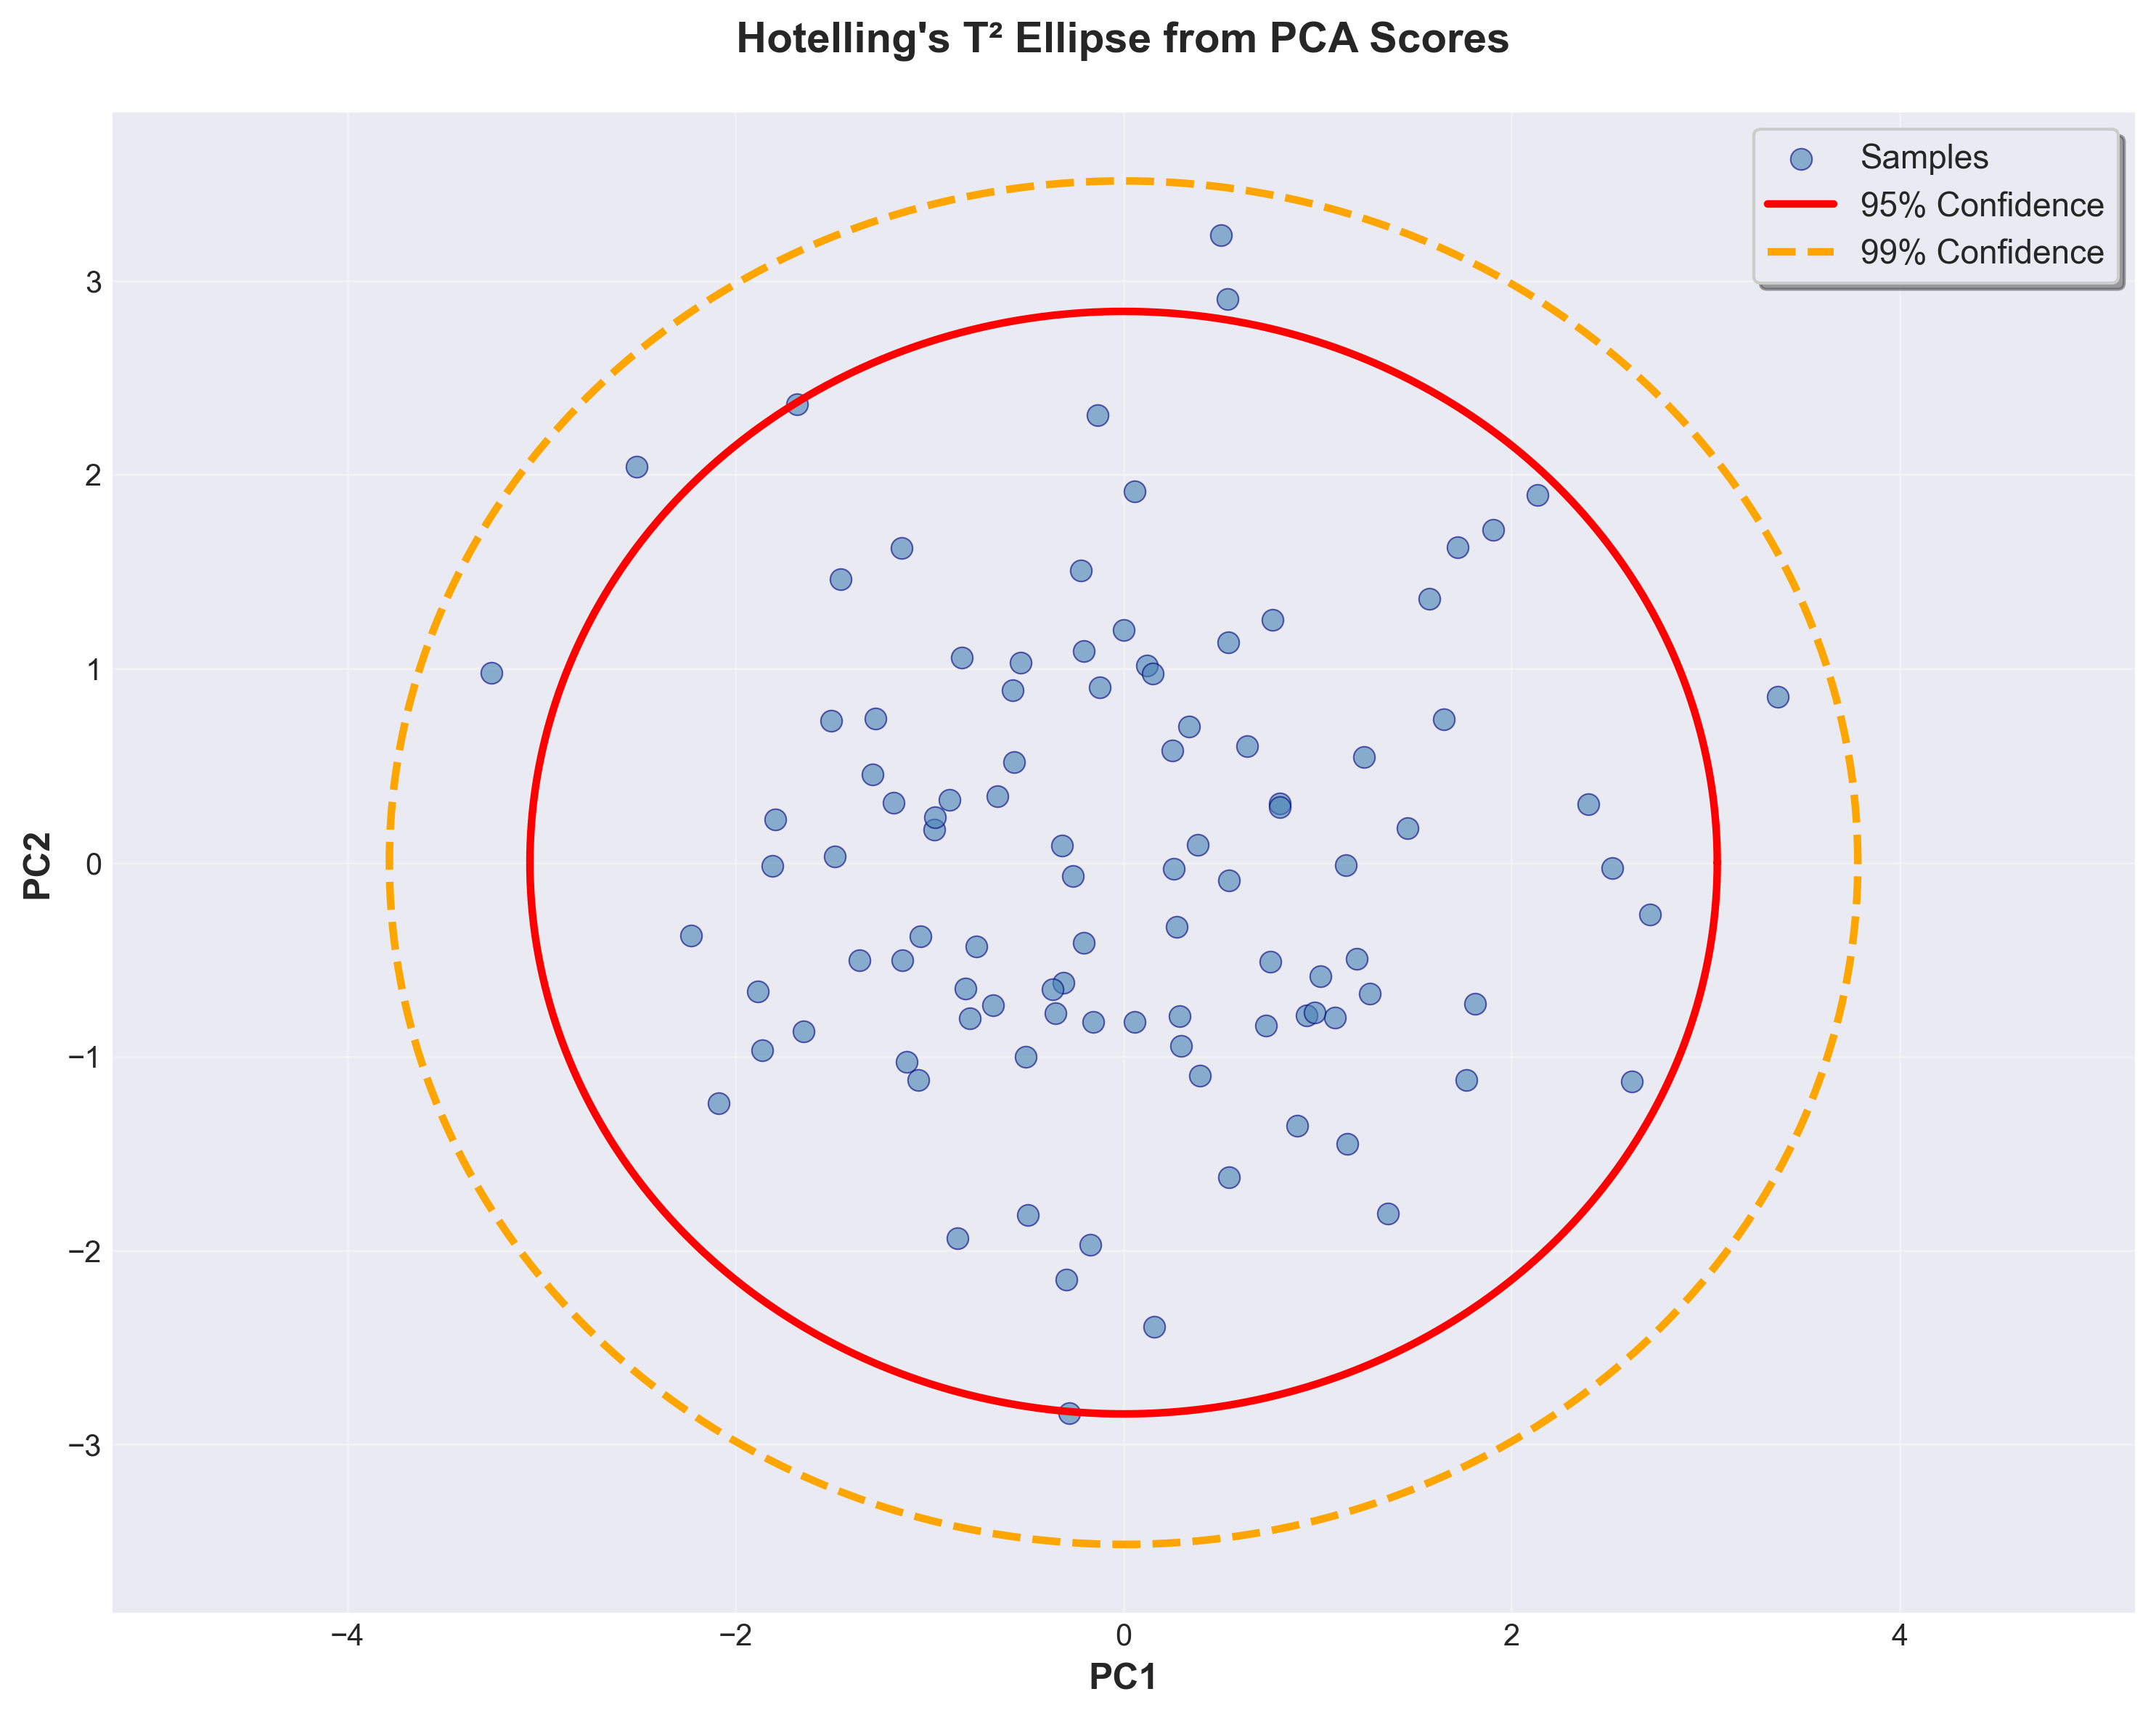 Hotelling's T² Ellipse from PCA Scores
Samples
95% Confidence
99% Confidence
3
2
1
0
−1
−2
−3
PC2
−4
−2
0
2
4
PC1